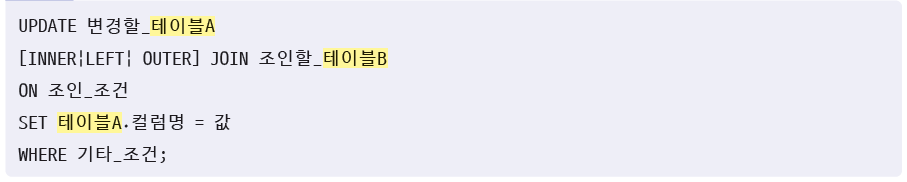 UPDATE 변경할_테이블A
[INNER¦LEFT¦ OUTER] JOIN 조인할_테이블B
ON 조인_조건
SET 테이블A.컬럼명 = 값
WHERE 기타_조건;